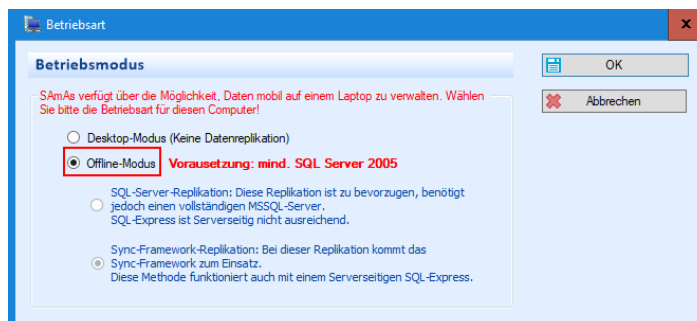 Betriebsart
x
Betriebsmodus
SAmAs verfügt über die Möglichkeit, Daten mobil auf einem Laptop zu verwalten. Wählen
Sie bitte die Betriebsart für diesen Computer!
OK
Abbrechen
Desktop-Modus (Keine Datenreplikation)
Offline-Modus Vorausetzung: mind. SQL Server 2005
SQL-Server-Replikation: Diese Replikation ist zu bevorzugen, benötigt
jedoch einen vollständigen MSSQL-Server.
SQL-Express ist Serverseitig nicht ausreichend.
Sync-Framework-Replikation: Bei dieser Replikation kommt das
Sync-Framework zum Einsatz.
Diese Methode funktioniert auch mit einem Serverseitigen SQL-Express.